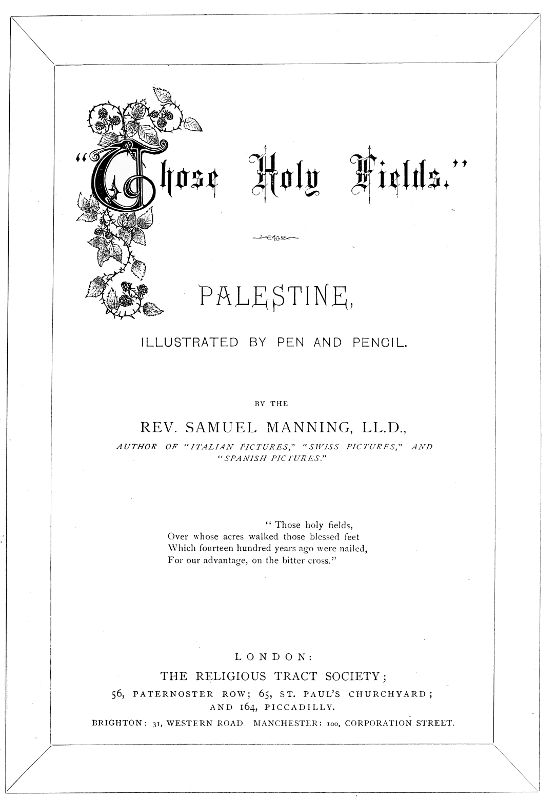 "Those Holy Fields."
PALESTINE,
ILLUSTRATED BY PEN AND PENCIL.
BY THE
REV. SAMUEL MANNING, LL.D.,
AUTHOR OF "ITALIAN PICTURES," "SWISS PICTURES," AND
"SPANISH PICTURES."
"Those holy fields,
Over whose acres walked those blessed feet
Which fourteen hundred years ago were nailed,
For our advantage, on the bitter cross."
LONDON:
THE RELIGIOUS TRACT SOCIETY;
56, PATERNOSTER ROW; 65, ST. PAUL'S CHURCHYARD;
AND 164, PICCADILLY.
BRIGHTON: 31, WESTERN ROAD MANCHESTER: 100, CORPORATION STREET.